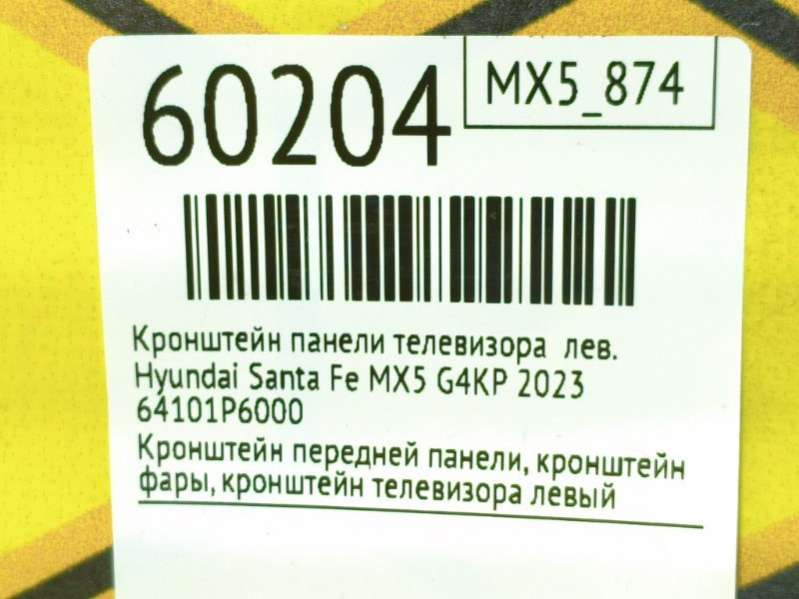 60204
MX5_874
Кронштейн панели телевизора лев.
Hyundai Santa Fe MX5 G4KP 2023
64101P6000
Кронштейн передней панели, кронштейн
фары, кронштейн телевизора левый